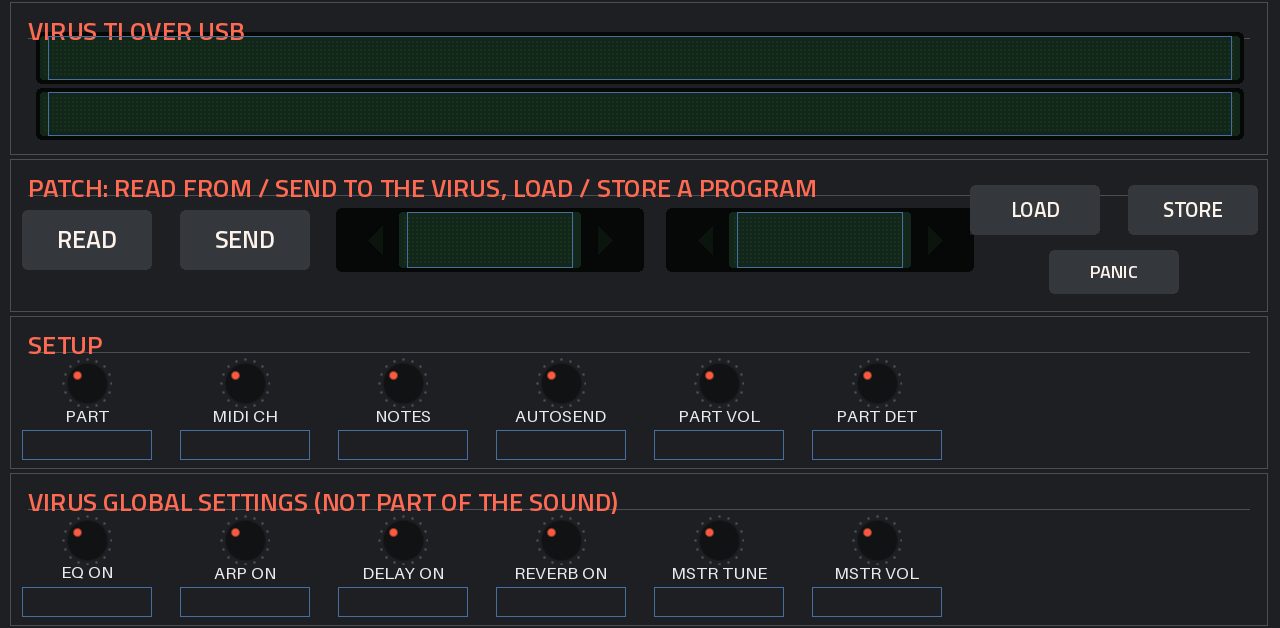 VIRUS TI OVER USB
PATCH: READ FROM / SEND TO THE VIRUS, LOAD / STORE A PROGRAM
LOAD STORE
READ SEND
PANIC
SETUP
PART MIDI CH NOTES AUTOSEND PART VOL PART DET
VIRUS GLOBAL SETTINGS (NOT PART OF THE SOUND)
EQ ON ARP ON DELAY ON REVERB ON MSTR TUNE MSTR VOL